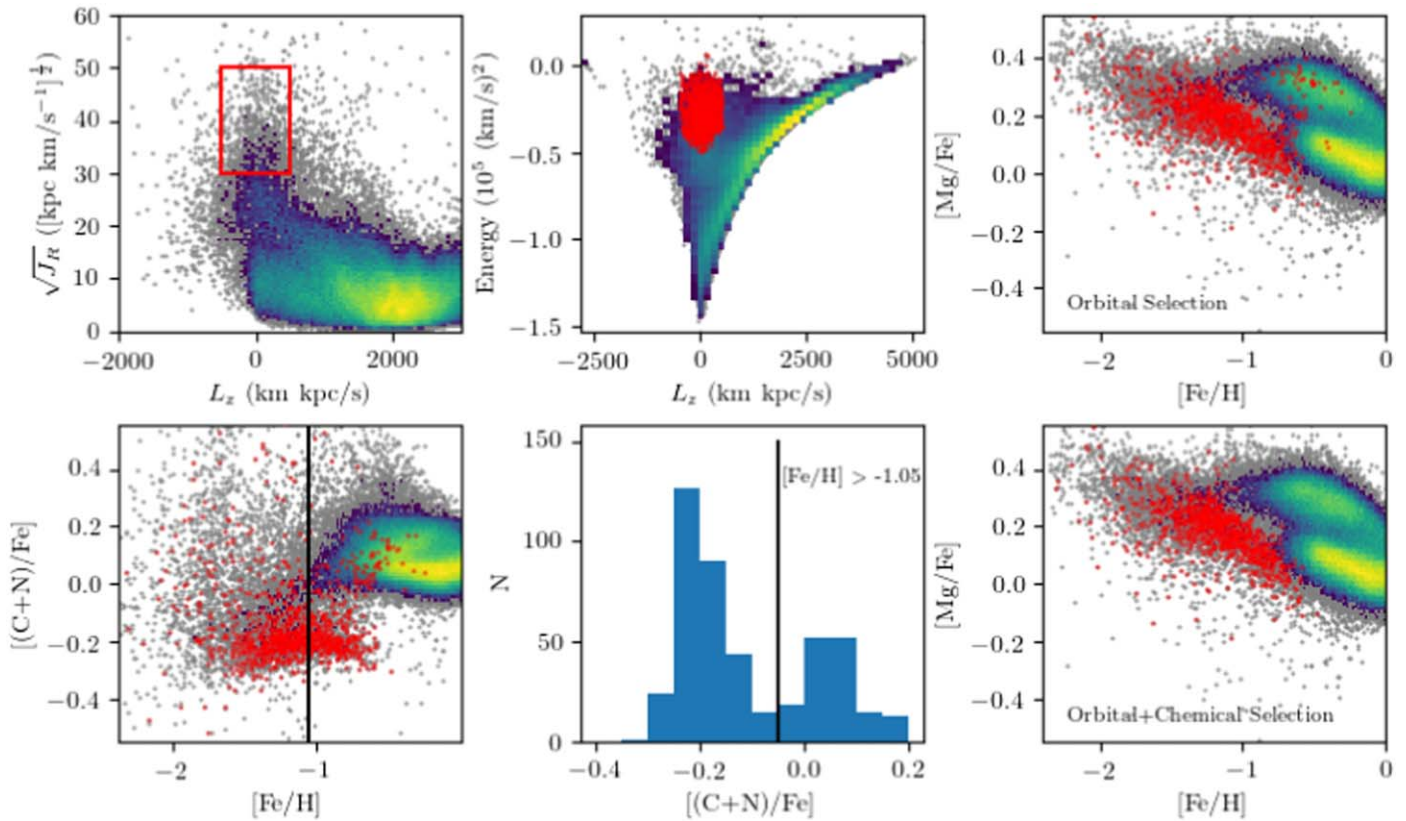 60
50
40
30
20
10
0
√J_R ([kpc km/s⁻¹]^½)
−2000 0 2000
L_z (km kpc/s)
0.0
−0.5
−1.0
−1.5
Energy (10⁵ (km/s)²)
−2500 0 2500 5000
L_z (km kpc/s)
0.4
0.2
0.0
−0.2
−0.4
[Mg/Fe]
Orbital Selection
−2 −1 0
[Fe/H]
0.4
0.2
0.0
−0.2
−0.4
[(C+N)/Fe]
−2 −1
[Fe/H]
150
100
50
0
N
[Fe/H] > -1.05
−0.4 −0.2 0.0 0.2
[(C+N)/Fe]
0.4
0.2
0.0
−0.2
−0.4
[Mg/Fe]
Orbital+Chemical Selection
−2 −1 0
[Fe/H]